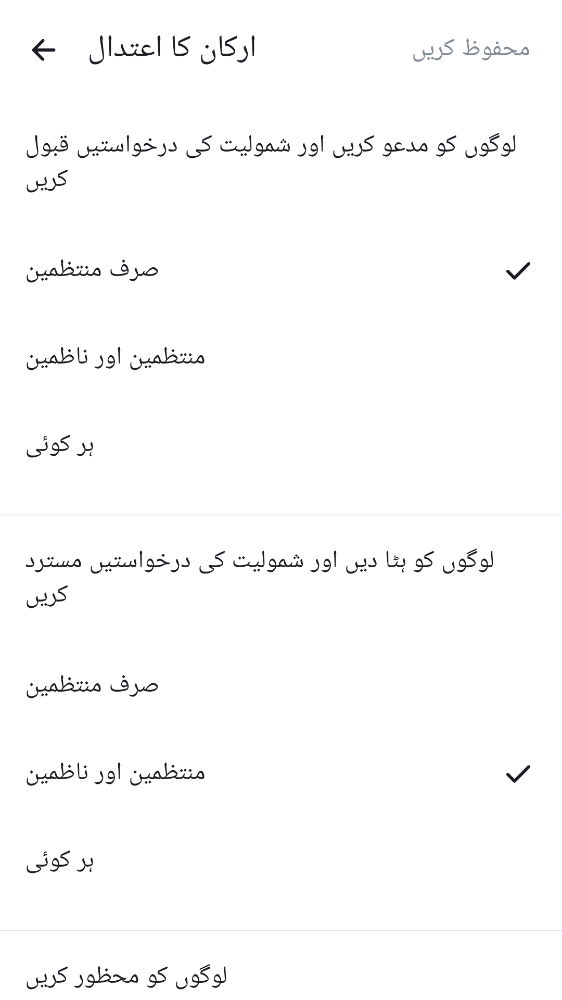 ارکان کا اعتدال
محفوظ کریں
لوگوں کو مدعو کریں اور شمولیت کی درخواستیں قبول
کریں
صرف منتظمین
منتظمین اور ناظمین
ہر کوئی
لوگوں کو ہٹا دیں اور شمولیت کی درخواستیں مسترد
کریں
صرف منتظمین
منتظمین اور ناظمین
ہر کوئی
لوگوں کو محظور کریں